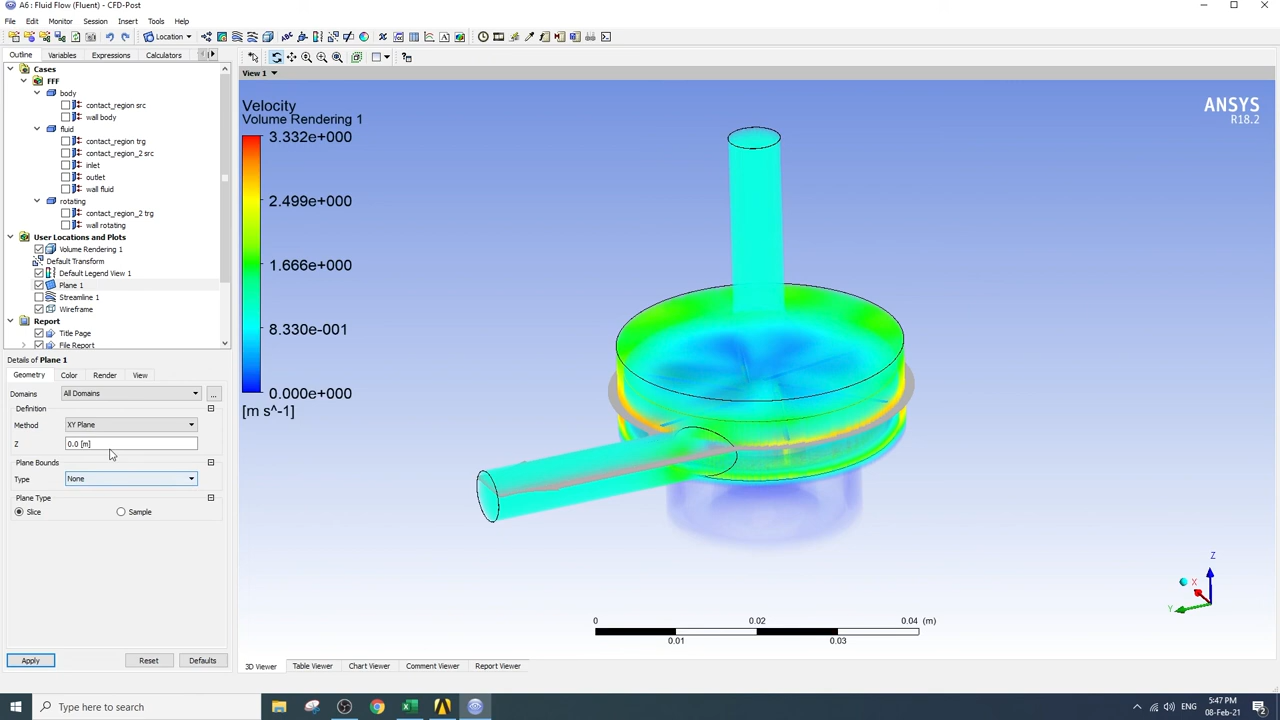 A6 : Fluid Flow (Fluent) - CFD-Post
File Edit Monitor Session Insert Tools Help
Location
Outline Variables Expressions Calculators
View 1
Cases
FFF
body
contact_region src
wall body
fluid
contact_region trg
contact_region_2 src
inlet
outlet
wall fluid
rotating
contact_region_2 trg
wall rotating
User Locations and Plots
Volume Rendering 1
Default Transform
Default Legend View 1
Plane 1
Streamline 1
Wireframe
Report
Title Page
File Report
Details of Plane 1
Geometry Color Render View
Domains All Domains ...
Definition
Method XY Plane
Z 0.0 [m]
Plane Bounds
Type None
Plane Type
Slice Sample
Apply Reset Defaults
Velocity
Volume Rendering 1
3.332e+000
2.499e+000
1.666e+000
8.330e-001
0.000e+000
[m s^-1]
ANSYS
R18.2
Z
X
Y
0 0.02 0.04 (m)
0.01 0.03
3D Viewer Table Viewer Chart Viewer Comment Viewer Report Viewer
Type here to search
ENG
5:47 PM
08-Feb-21
2